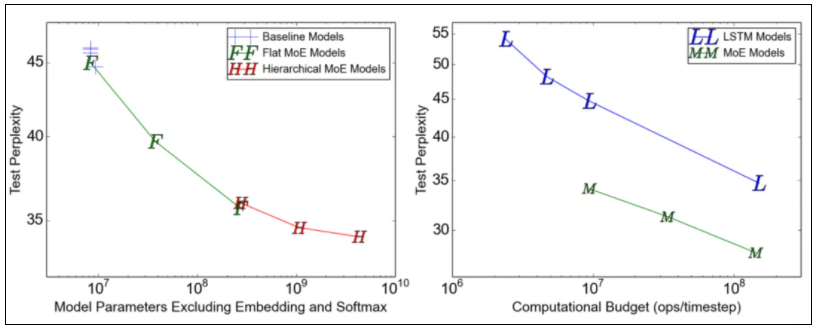 Baseline Models
FF Flat MoE Models
HH Hierarchical MoE Models
45
40
35
Test Perplexity
F
F
F
H
H
H
10^7
10^8
10^9
10^10
Model Parameters Excluding Embedding and Softmax
LL LSTM Models
MM MoE Models
55
50
45
40
35
30
Test Perplexity
L
L
L
L
M
M
M
10^6
10^7
10^8
Computational Budget (ops/timestep)